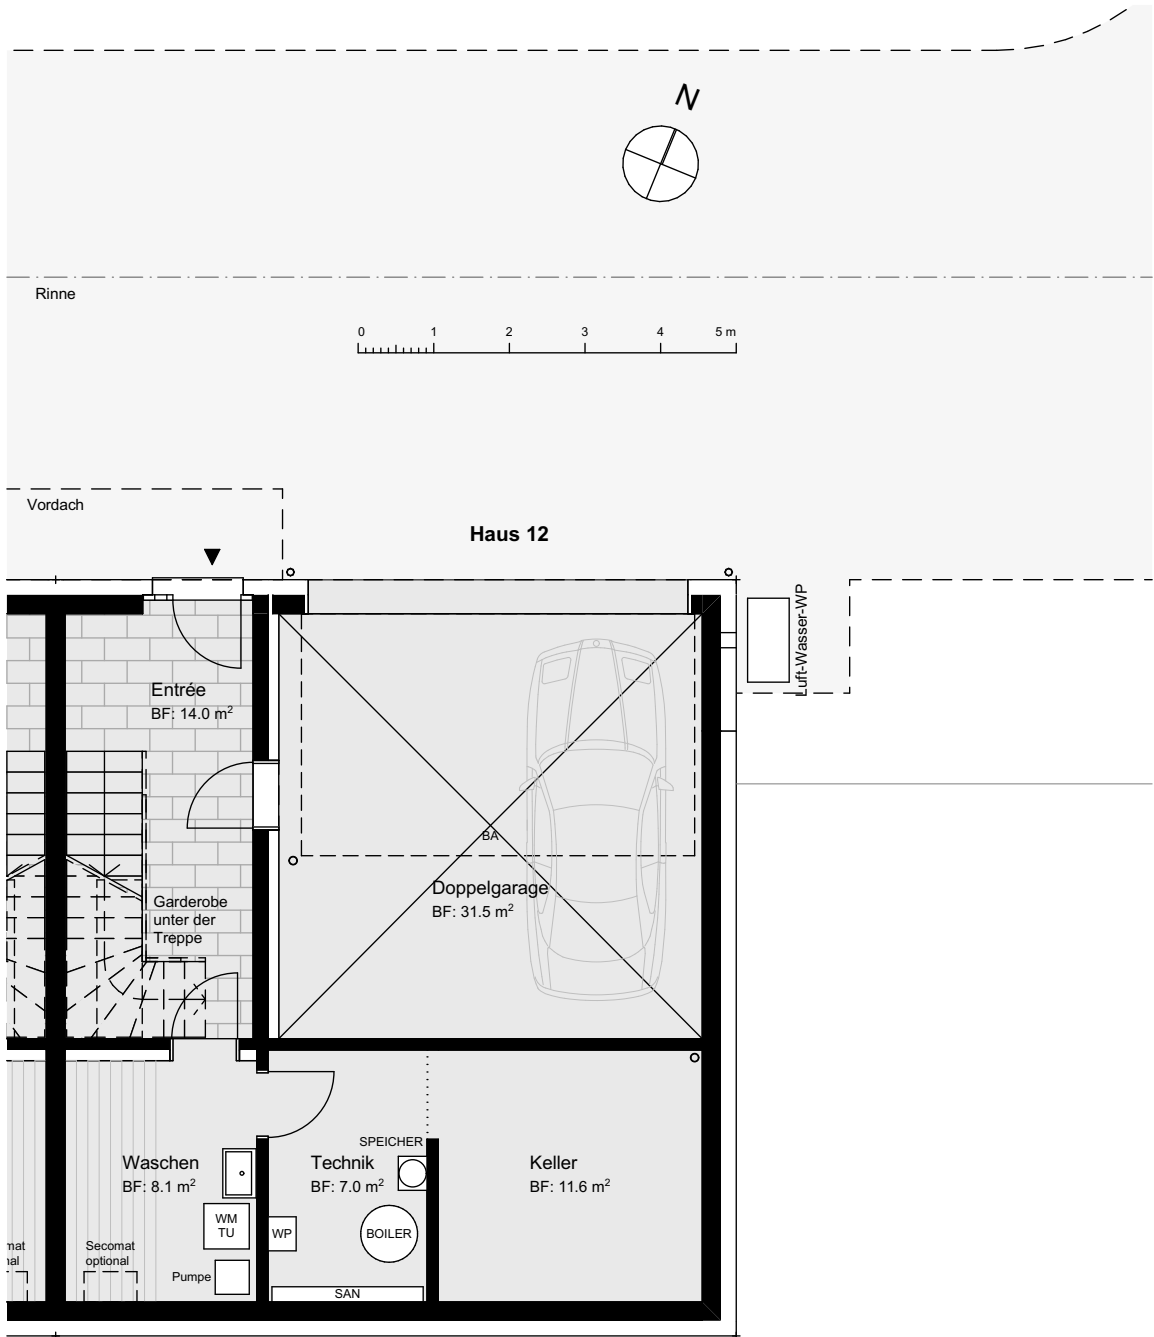 N
Rinne
0 1 2 3 4 5 m
Vordach
Haus 12
Luft-Wasser-WP
Entrée
BF: 14.0 m²
BA
Doppelgarage
BF: 31.5 m²
Garderobe
unter der
Treppe
SPEICHER
Waschen
BF: 8.1 m²
Technik
BF: 7.0 m²
Keller
BF: 11.6 m²
WM
TU
WP
BOILER
mat
nal
Secomat
optional
Pumpe
SAN